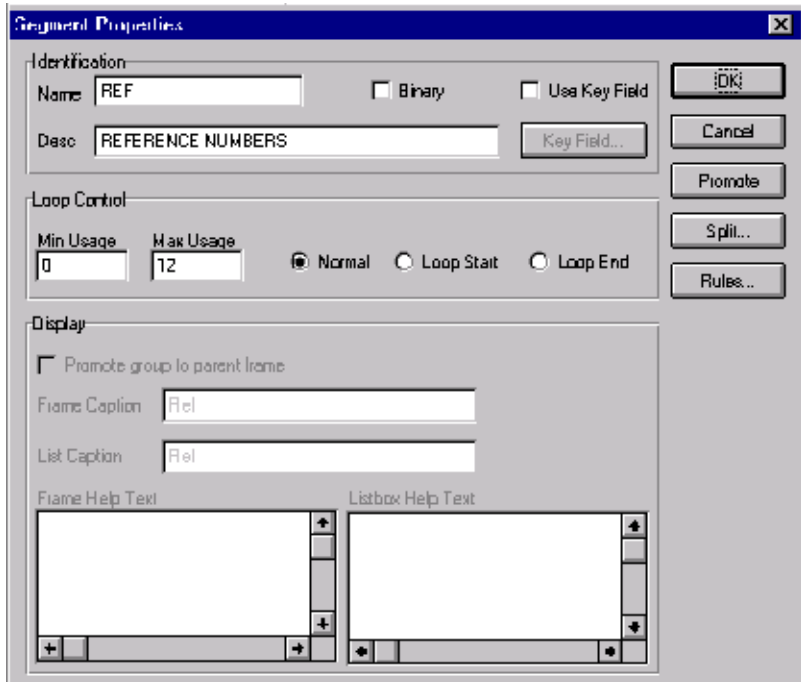 Segment Properties
Identification
Name REF Binary Use Key Field
Desc REFERENCE NUMBERS Key Field...
OK
Cancel
Promote
Split...
Rules...
Loop Control
Min Usage Max Usage
0 12 Normal Loop Start Loop End
Display
Promote group to parent frame
Frame Caption Ref
List Caption Ref
Frame Help Text Listbox Help Text